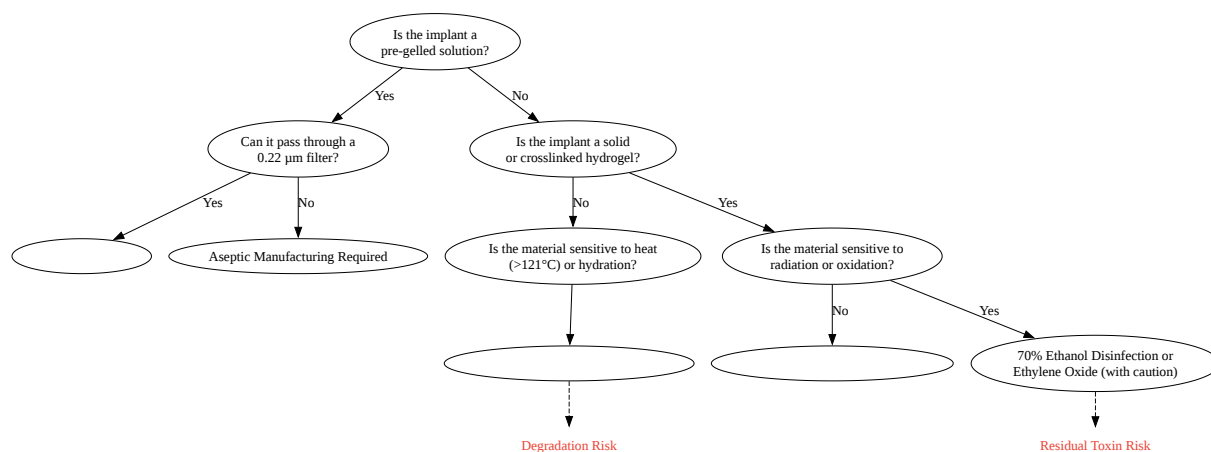 Is the implant a
pre-gelled solution?
Yes
No
Can it pass through a
0.22 µm filter?
Is the implant a solid
or crosslinked hydrogel?
Yes
No
No
Yes
Aseptic Manufacturing Required
Is the material sensitive to heat
(>121°C) or hydration?
Is the material sensitive to
radiation or oxidation?
No
Yes
70% Ethanol Disinfection or
Ethylene Oxide (with caution)
Degradation Risk
Residual Toxin Risk